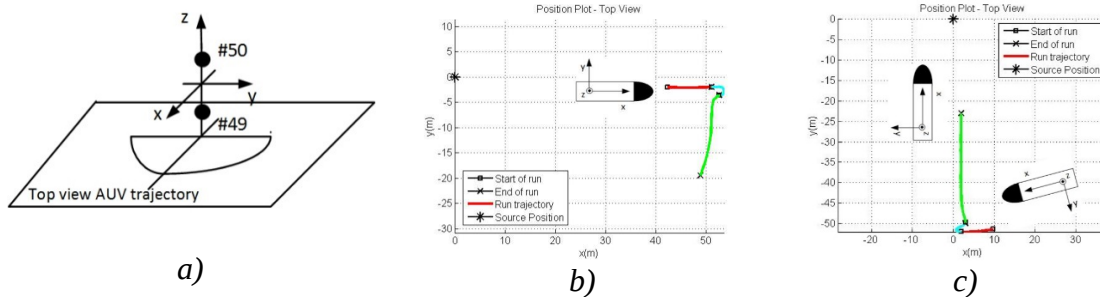 z
#50
y
x
#49
Top view AUV trajectory
a)
Position Plot - Top View
10
5
0
-5
-10
-15
-20
-25
-30
y(m)
y
z
x
Start of run
End of run
Run trajectory
Source Position
0
10
20
30
40
50
x(m)
b)
Position Plot - Top View
0
-5
-10
-15
-20
-25
-30
-35
-40
-45
-50
y(m)
Start of run
End of run
Run trajectory
Source Position
x
y
z
x
z
y
-20
-10
0
10
20
30
x(m)
c)